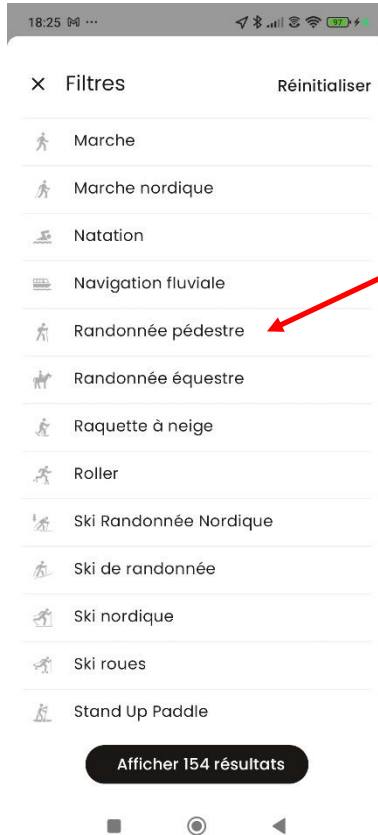 18:25 ··· 97
× Filtres Réinitialiser
Marche
Marche nordique
Natation
Navigation fluviale
Randonnée pédestre
Randonnée équestre
Raquette à neige
Roller
Ski Randonnée Nordique
Ski de randonnée
Ski nordique
Ski roues
Stand Up Paddle
Afficher 154 résultats